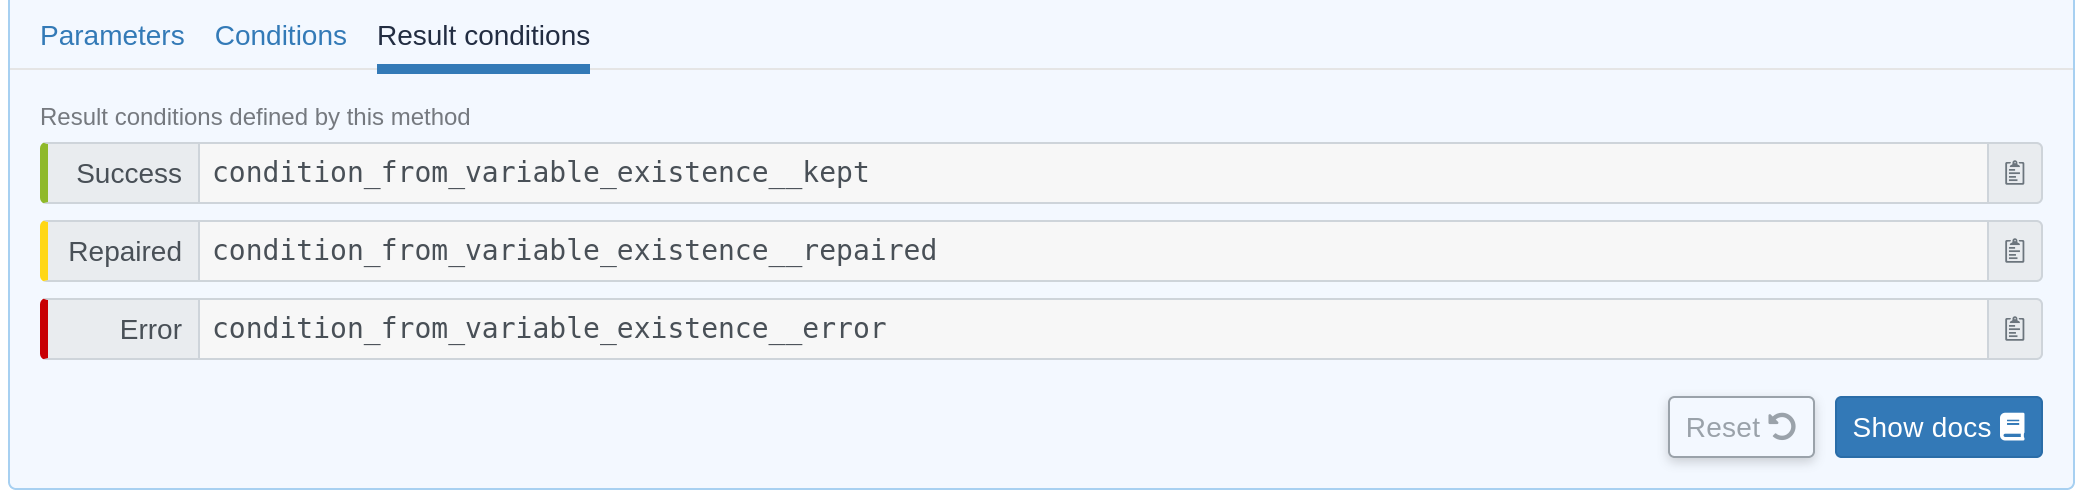 Parameters Conditions Result conditions
Result conditions defined by this method
Success condition_from_variable_existence__kept
Repaired condition_from_variable_existence__repaired
Error condition_from_variable_existence__error
Reset Show docs